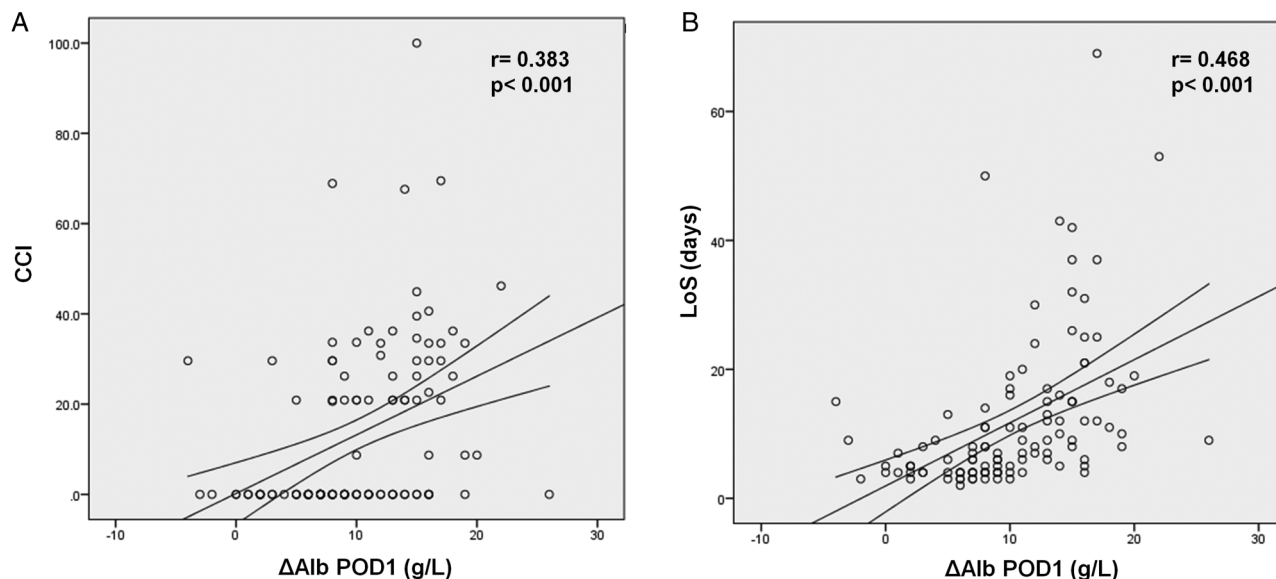 A
r= 0.383
p< 0.001
100.0
80.0
60.0
40.0
20.0
.0
CCI
-10 0 10 20 30
ΔAlb POD1 (g/L)
B
r= 0.468
p< 0.001
60
40
20
0
LoS (days)
-10 0 10 20 30
ΔAlb POD1 (g/L)